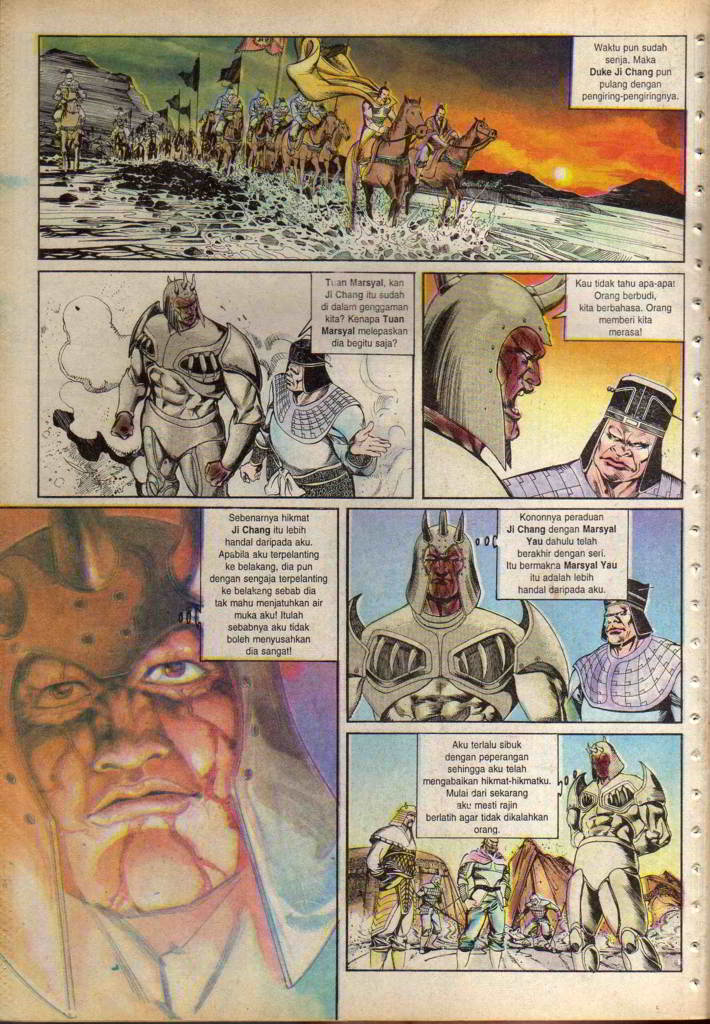 Waktu pun sudah
senja. Maka
Duke Ji Chang pun
pulang dengan
pengiring-pengiringnya.
Tuan Marsyal, kan
Ji Chang itu sudah
di dalam genggaman
kita? Kenapa Tuan
Marsyal melepaskan
dia begitu saja?
Kau tidak tahu apa-apa!
Orang berbudi,
kita berbahasa. Orang
memberi kita
merasa!
Sebenarnya hikmat
Ji Chang itu lebih
handal daripada aku.
Apabila aku terpelanting
ke belakang, dia pun
dengan sengaja terpelanting
ke belakang sebab dia
tak mahu menjatuhkan air
muka aku! Itulah
sebabnya aku tidak
boleh menyusahkan
dia sangat!
Kononnya peraduan
Ji Chang dengan Marsyal
Yau dahulu telah
berakhir dengan seri.
Itu bermakna Marsyal Yau
itu adalah lebih
handal daripada aku.
Aku terlalu sibuk
dengan peperangan
sehingga aku telah
mengabaikan hikmat-hikmatku.
Mulai dari sekarang
aku mesti rajin
berlatih agar tidak dikalahkan
orang.